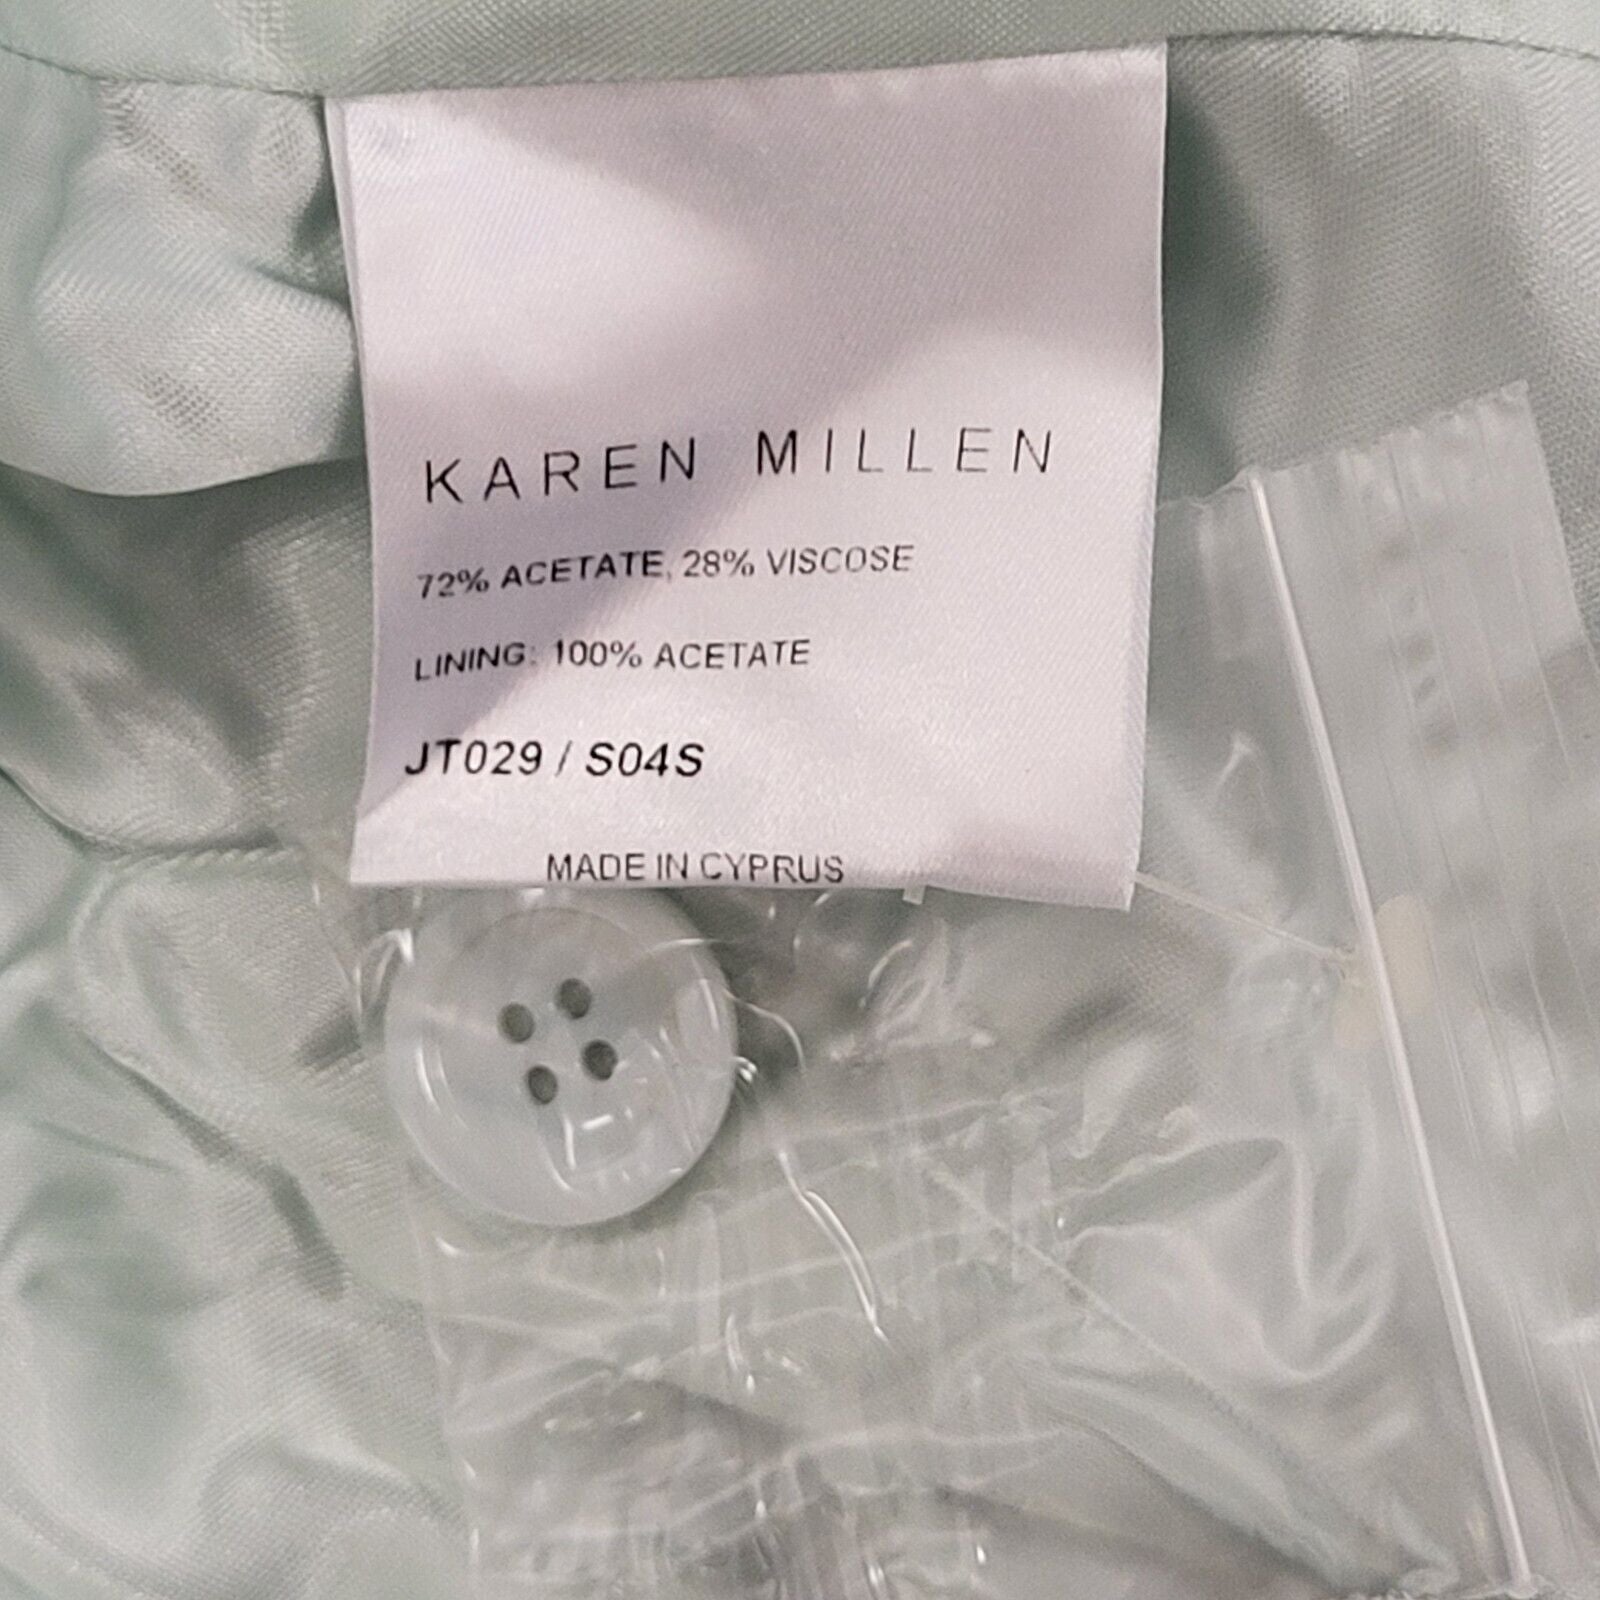 KAREN MILLEN
72% ACETATE, 28% VISCOSE
LINING: 100% ACETATE
JT029 / S04S
MADE IN CYPRUS